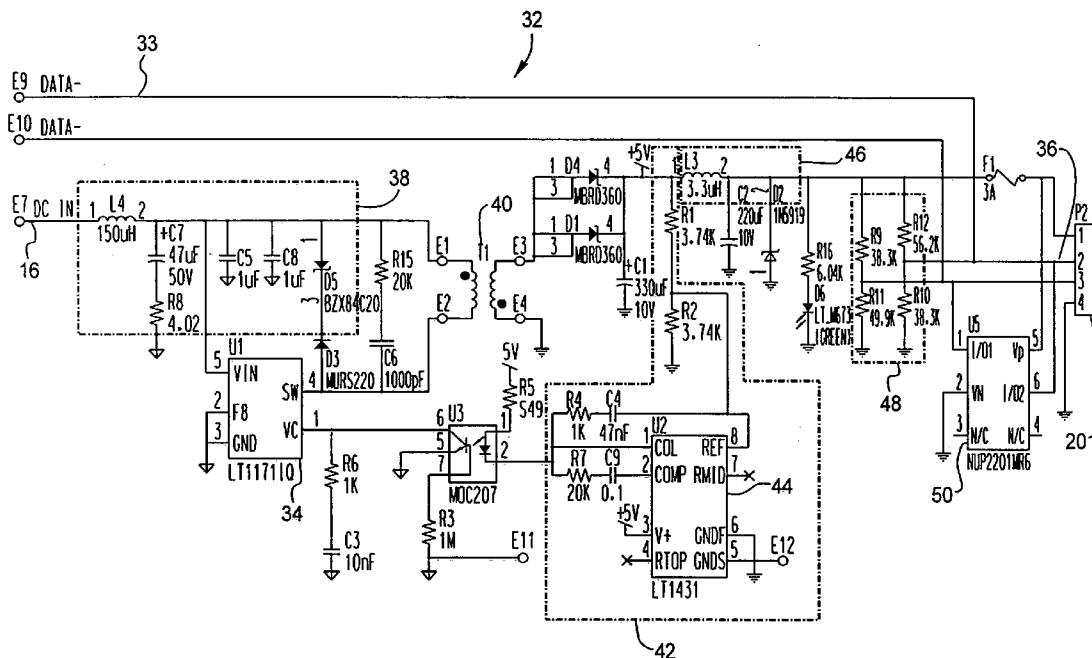 32
33
E9 DATA-
E10 DATA-
E7 DC IN
16
1 L4 2
150uH
38
+C7
47uF
50V
R8
4.02
C5
1uF
C8
1uF
1
D5
3
BZX84C20
D3
MURS220
R15
20K
C6
1000pF
E1
E2
40
T1
E3
E4
1 D4 4
3 MBRD360
1 D1 4
3 MBRD360
+5V
+C1
330uF
10V
1 L3 2
3.3uH
46
C2
220uF
10V
D2
1N5919
1
R1
3.74K
R2
3.74K
R16
6.04K
D6
LT_M673
(GREEN)
R9
38.3K
R12
56.2K
R11
49.9K
R10
38.3K
48
F1
3A
36
P2
1
2
3
4
20
U5
1 I/O1 Vp 5
2 VN I/O2 6
3 N/C N/C 4
NUP2201MR6
50
U1
5 VIN
SW 4
2 F8
VC 1
3 GND
LT1171IQ
34
R6
1K
C3
10nF
5V
R5
S49
U3
6 1
5 2
7
MOC207
R3
1M
E11
R4 C4
1K 47nF
R7 C9
20K 0.1
U2
1 COL REF 8
2 COMP RMID 7
44
+5V
3 V+ GNDF 6
4 RTOP GNDS 5
E12
LT1431
42